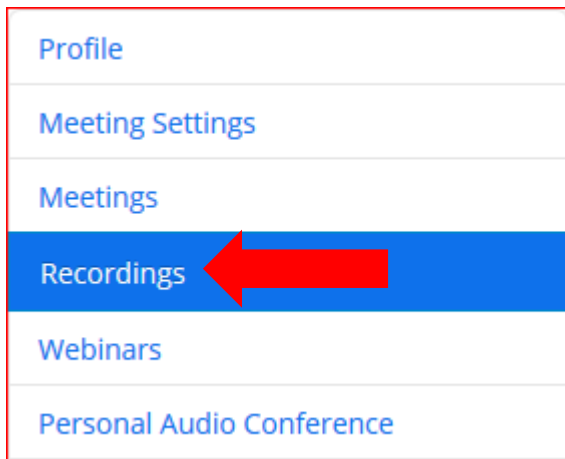 Profile
Meeting Settings
Meetings
Recordings
Webinars
Personal Audio Conference